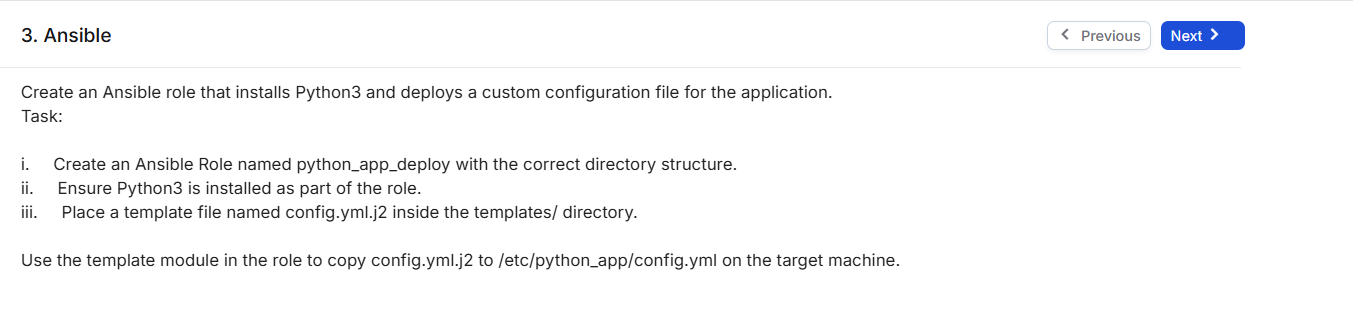 3. Ansible
Previous
Next
Create an Ansible role that installs Python3 and deploys a custom configuration file for the application.
Task:
i. Create an Ansible Role named python_app_deploy with the correct directory structure.
ii. Ensure Python3 is installed as part of the role.
iii. Place a template file named config.yml.j2 inside the templates/ directory.
Use the template module in the role to copy config.yml.j2 to /etc/python_app/config.yml on the target machine.